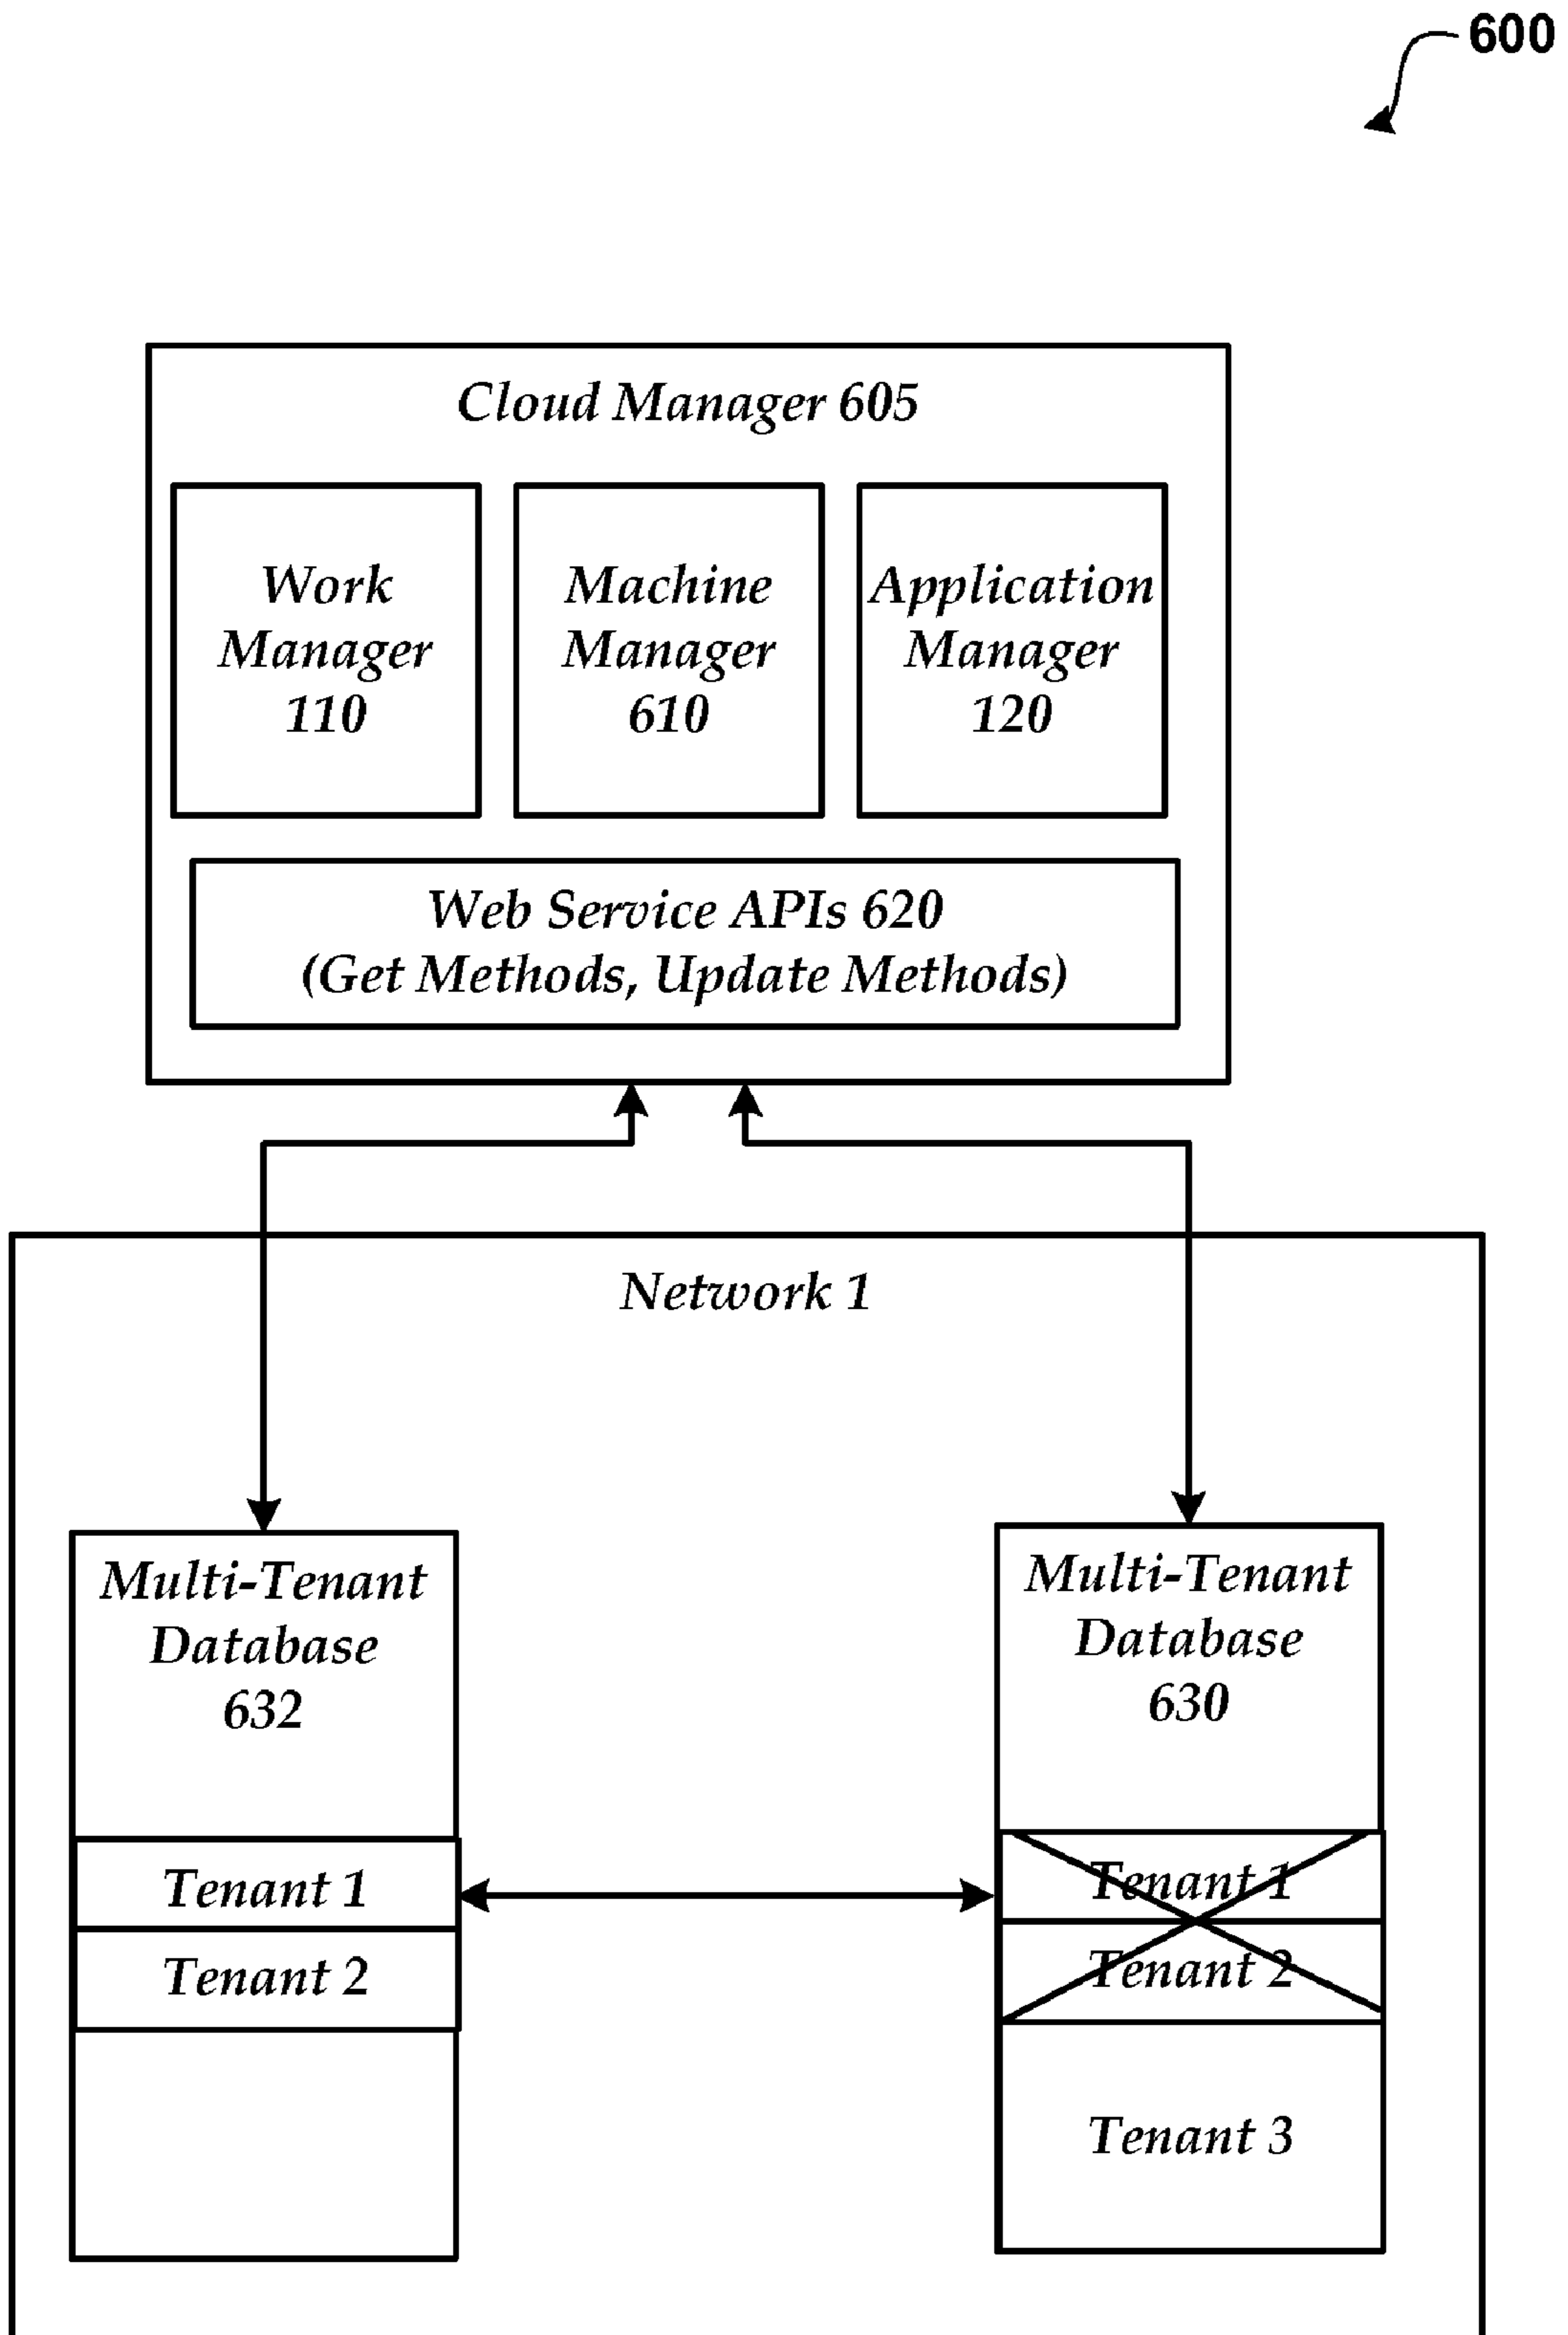 600
Cloud Manager 605
Work
Manager
110
Machine
Manager
610
Application
Manager
120
Web Service APIs 620
(Get Methods, Update Methods)
Network 1
Multi-Tenant
Database
632
Tenant 1
Tenant 2
Multi-Tenant
Database
630
Tenant 1
Tenant 2
Tenant 3